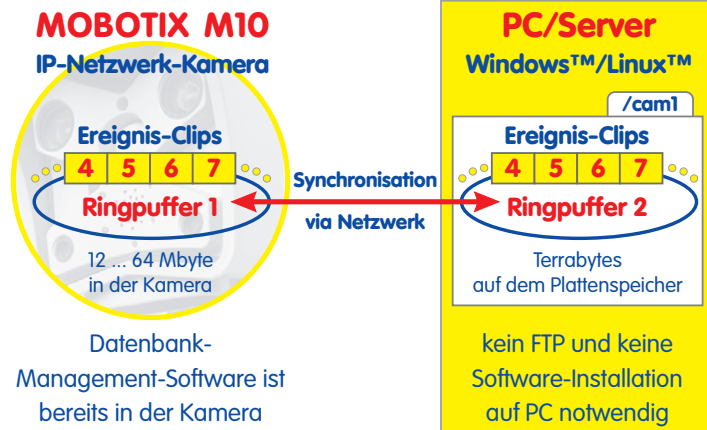 MOBOTIX M10
IP-Netzwerk-Kamera
Ereignis-Clips
4 5 6 7
Ringpuffer 1
12 ... 64 Mbyte
in der Kamera
Datenbank-
Management-Software ist
bereits in der Kamera
Synchronisation
via Netzwerk
PC/Server
Windows™/Linux™
/cam1
Ereignis-Clips
4 5 6 7
Ringpuffer 2
Terrabytes
auf dem Plattenspeicher
kein FTP und keine
Software-Installation
auf PC notwendig